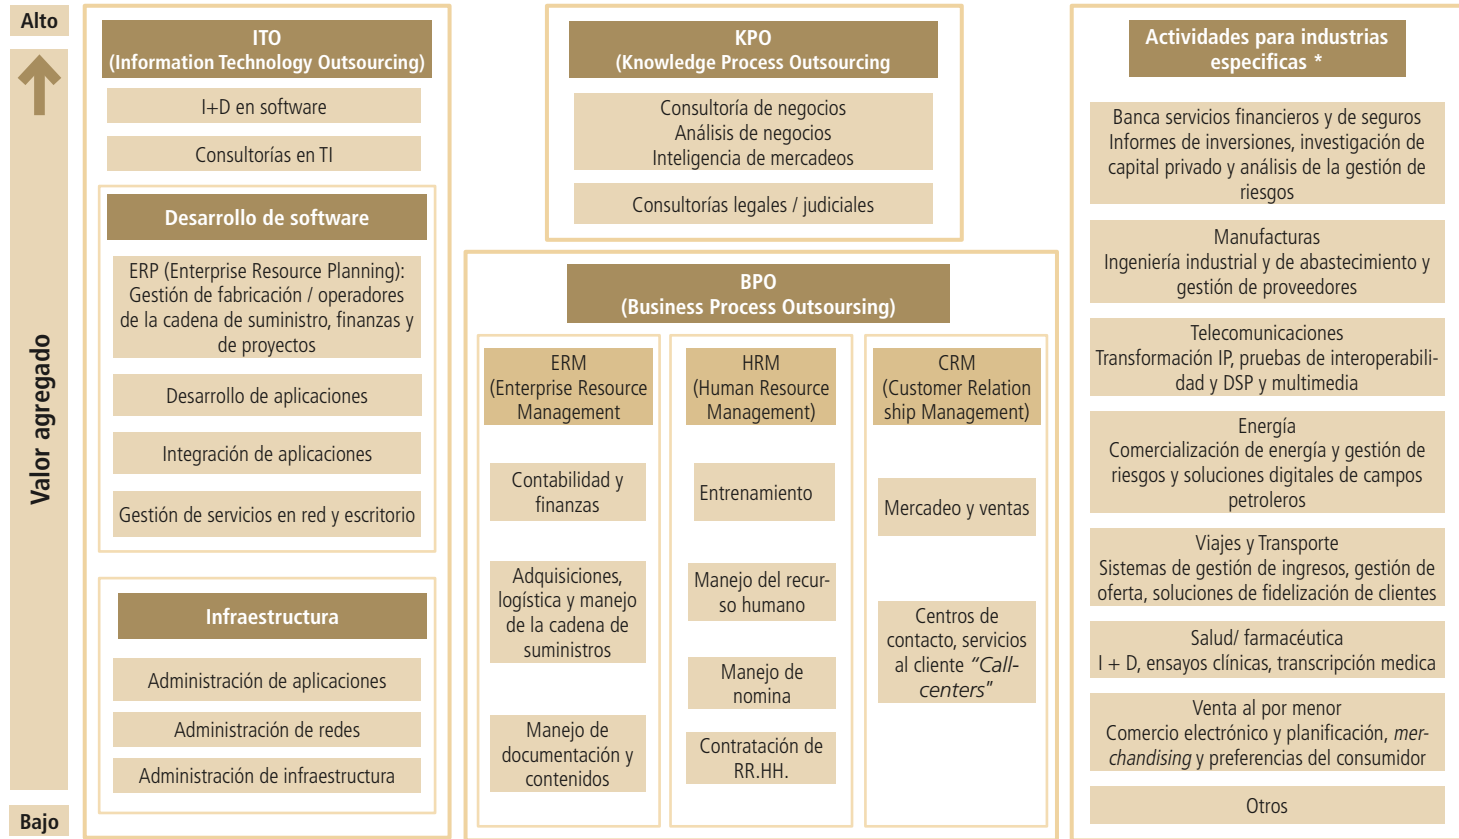 Alto
Valor agregado
Bajo
ITO
(Information Technology Outsourcing)
I+D en software
Consultorías en TI
Desarrollo de software
ERP (Enterprise Resource Planning):
Gestión de fabricación / operadores
de la cadena de suministro, finanzas y
de proyectos
Desarrollo de aplicaciones
Integración de aplicaciones
Gestión de servicios en red y escritorio
Infraestructura
Administración de aplicaciones
Administración de redes
Administración de infraestructura
KPO
(Knowledge Process Outsourcing
Consultoría de negocios
Análisis de negocios
Inteligencia de mercadeos
Consultorías legales / judiciales
BPO
(Business Process Outsoursing)
ERM
(Enterprise Resource
Management
Contabilidad y
finanzas
Adquisiciones,
logística y manejo
de la cadena de
suministros
Manejo de
documentación y
contenidos
HRM
(Human Resource
Management)
Entrenamiento
Manejo del recur-
so humano
Manejo de
nomina
Contratación de
RR.HH.
CRM
(Customer Relation
ship Management)
Mercadeo y ventas
Centros de
contacto, servicios
al cliente “Call-
centers”
Actividades para industrias
especificas *
Banca servicios financieros y de seguros
Informes de inversiones, investigación de
capital privado y análisis de la gestión de
riesgos
Manufacturas
Ingeniería industrial y de abastecimiento y
gestión de proveedores
Telecomunicaciones
Transformación IP, pruebas de interoperabili-
dad y DSP y multimedia
Energía
Comercialización de energía y gestión de
riesgos y soluciones digitales de campos
petroleros
Viajes y Transporte
Sistemas de gestión de ingresos, gestión de
oferta, soluciones de fidelización de clientes
Salud/ farmacéutica
I + D, ensayos clínicas, transcripción medica
Venta al por menor
Comercio electrónico y planificación, mer-
chandising y preferencias del consumidor
Otros